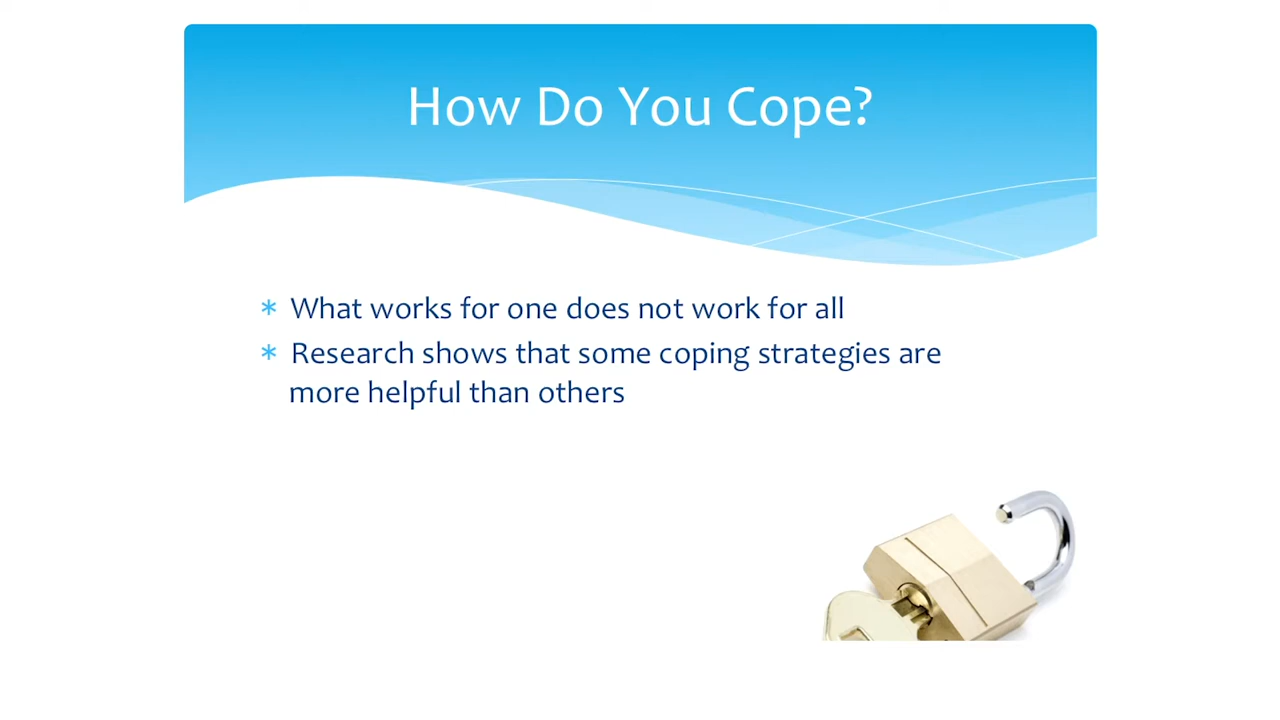 How Do You Cope?
* What works for one does not work for all
* Research shows that some coping strategies are
more helpful than others